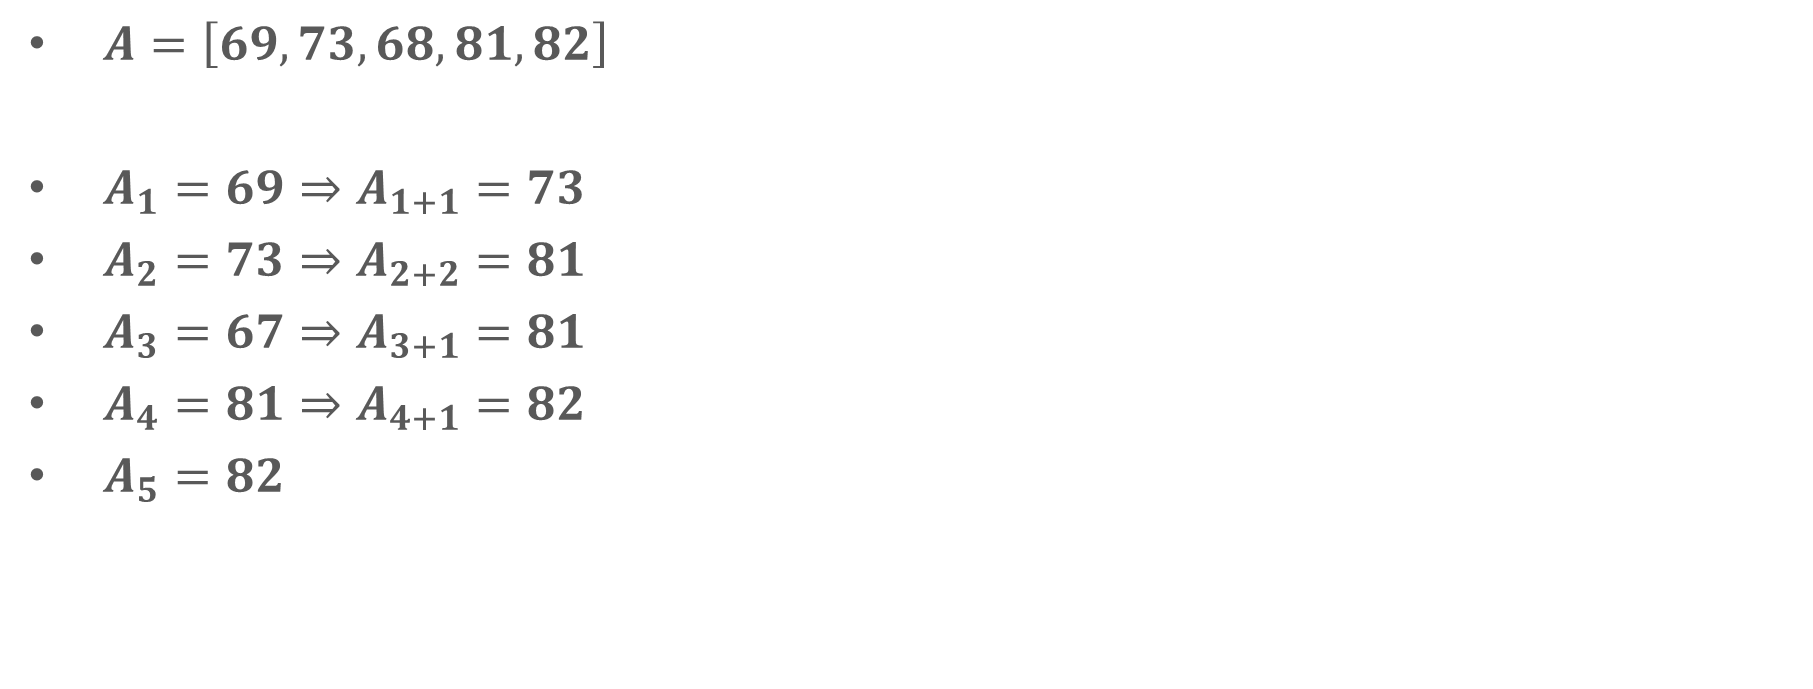 • A = [69, 73, 68, 81, 82]
• A₁ = 69 ⇒ A₁₊₁ = 73
• A₂ = 73 ⇒ A₂₊₂ = 81
• A₃ = 67 ⇒ A₃₊₁ = 81
• A₄ = 81 ⇒ A₄₊₁ = 82
• A₅ = 82